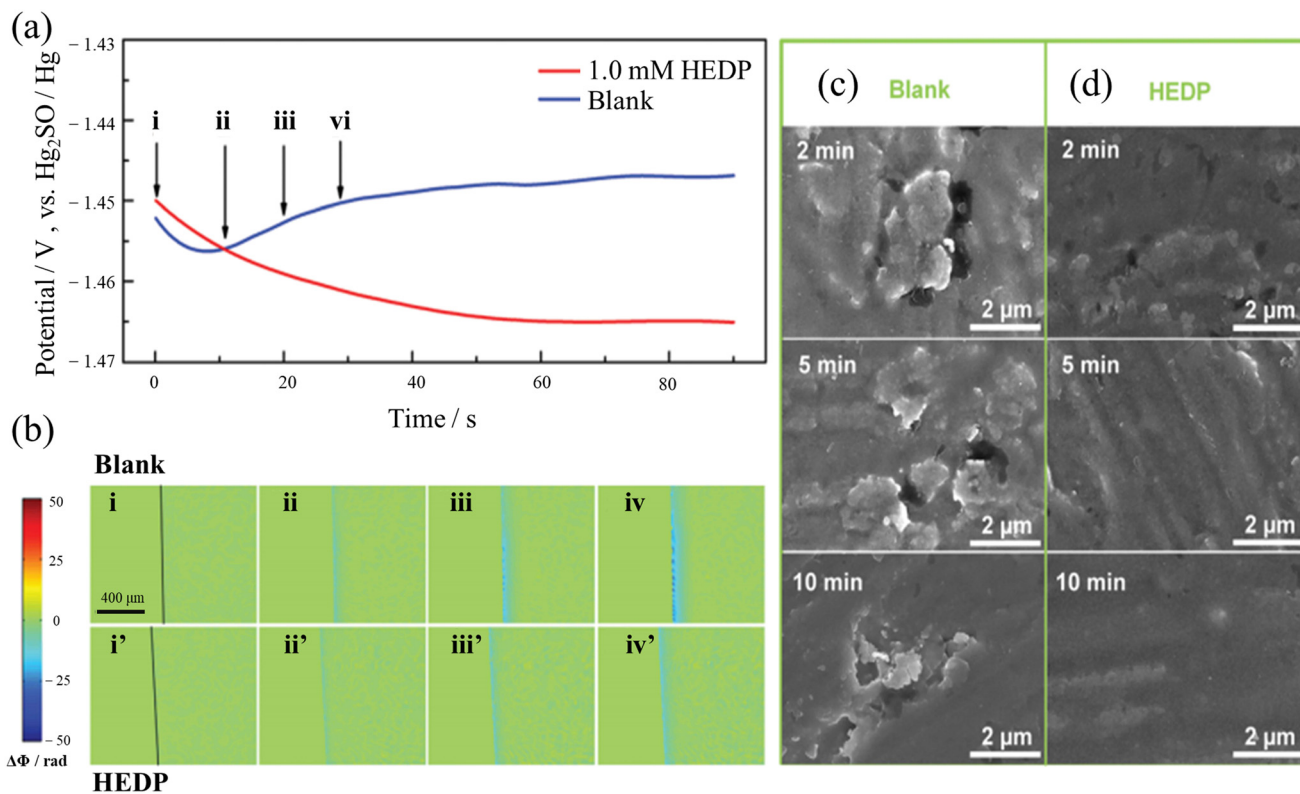 (a)
Potential / V , vs. Hg₂SO / Hg
− 1.43
− 1.44
− 1.45
− 1.46
− 1.47
1.0 mM HEDP
Blank
i ii iii vi
0 20 40 60 80
Time / s
(b)
Blank
50
25
0
− 25
− 50
ΔΦ / rad
i ii iii iv
400 μm
i’ ii’ iii’ iv’
HEDP
(c) Blank
2 min
2 μm
5 min
2 μm
10 min
2 μm
(d) HEDP
2 min
2 μm
5 min
2 μm
10 min
2 μm